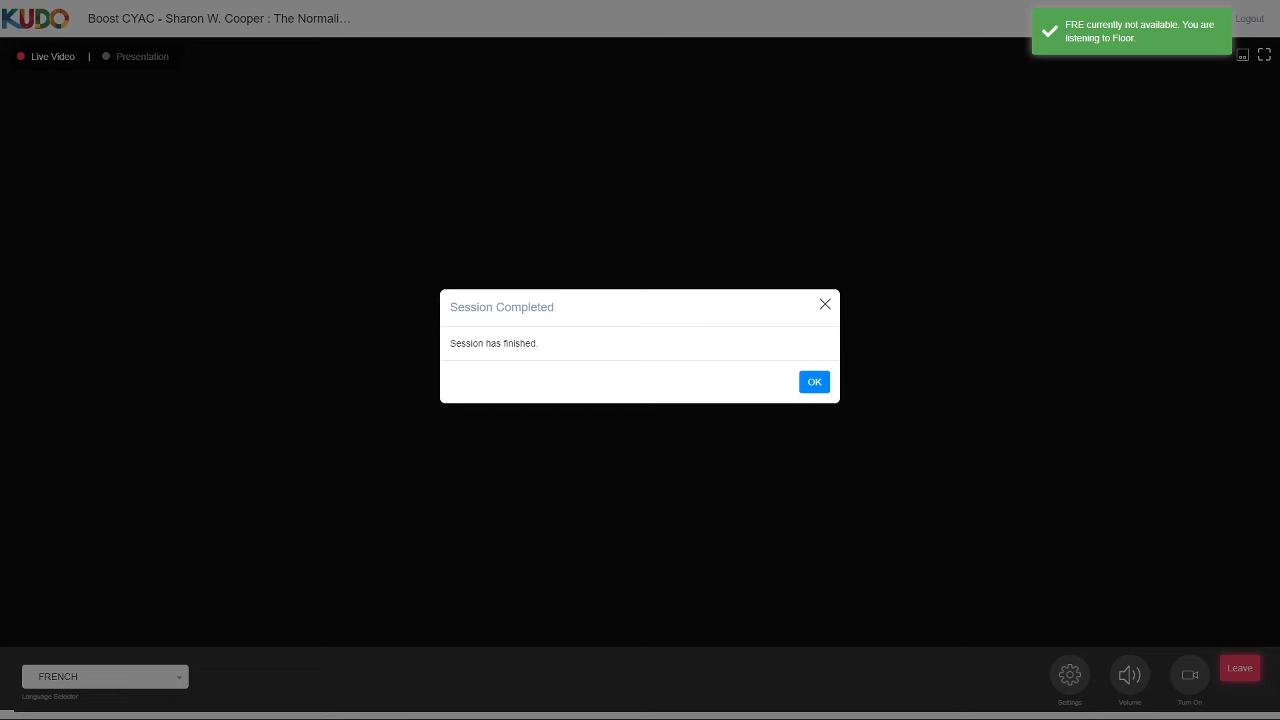 KUDO
Boost CYAC - Sharon W. Cooper : The Normali…
FRE currently not available. You are
listening to Floor.
Logout
Live Video | Presentation
Session Completed
Session has finished.
OK
FRENCH
Language Selector
Settings
Volume
Turn On
Leave